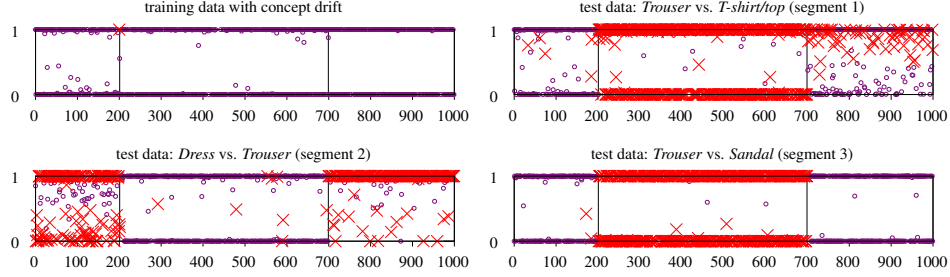 training data with concept drift
1
0
0 100 200 300 400 500 600 700 800 900 1000
test data: Trouser vs. T-shirt/top (segment 1)
1
0
0 100 200 300 400 500 600 700 800 900 1000
test data: Dress vs. Trouser (segment 2)
1
0
0 100 200 300 400 500 600 700 800 900 1000
test data: Trouser vs. Sandal (segment 3)
1
0
0 100 200 300 400 500 600 700 800 900 1000